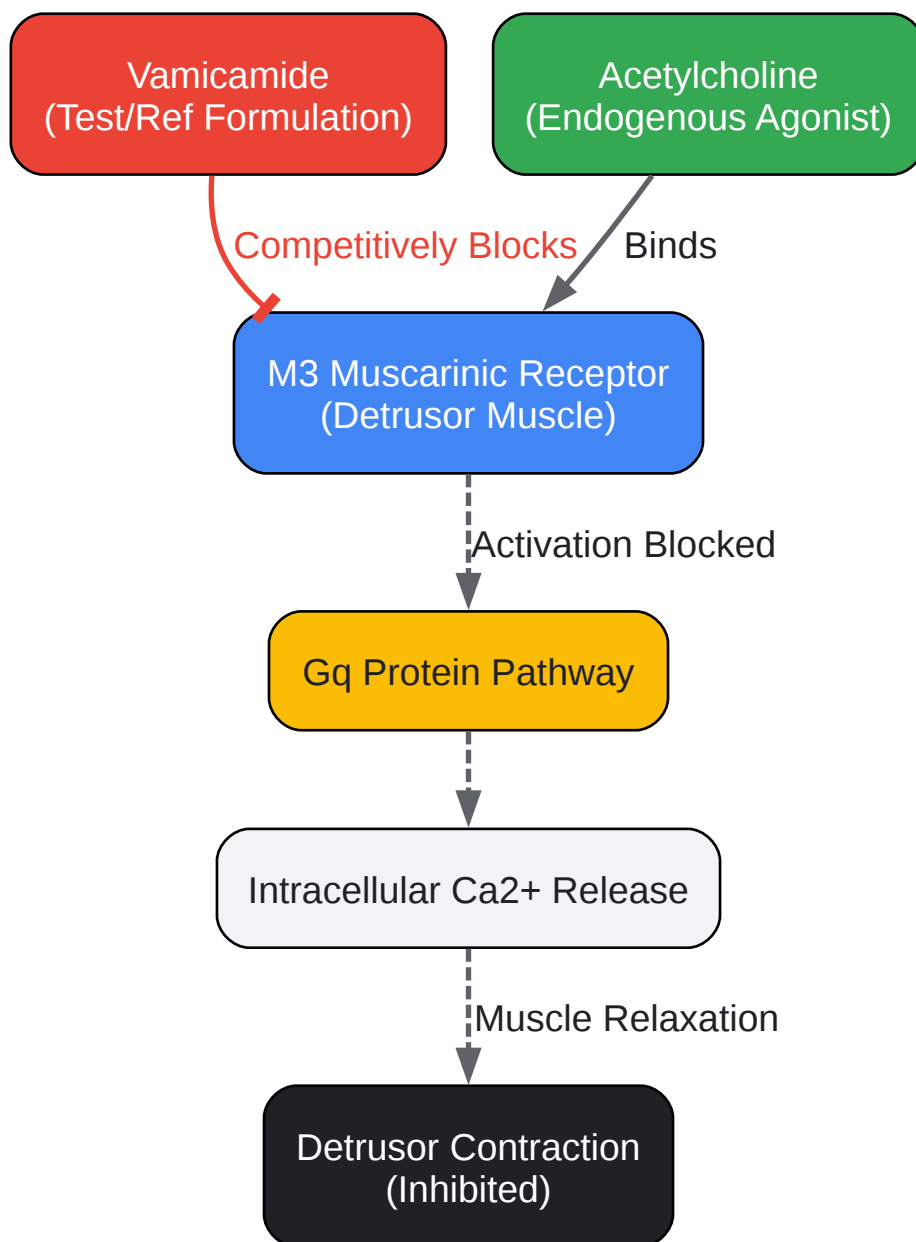 Vamicamide
(Test/Ref Formulation)
Acetylcholine
(Endogenous Agonist)
Competitively Blocks
Binds
M3 Muscarinic Receptor
(Detrusor Muscle)
Activation Blocked
Gq Protein Pathway
Intracellular Ca2+ Release
Muscle Relaxation
Detrusor Contraction
(Inhibited)